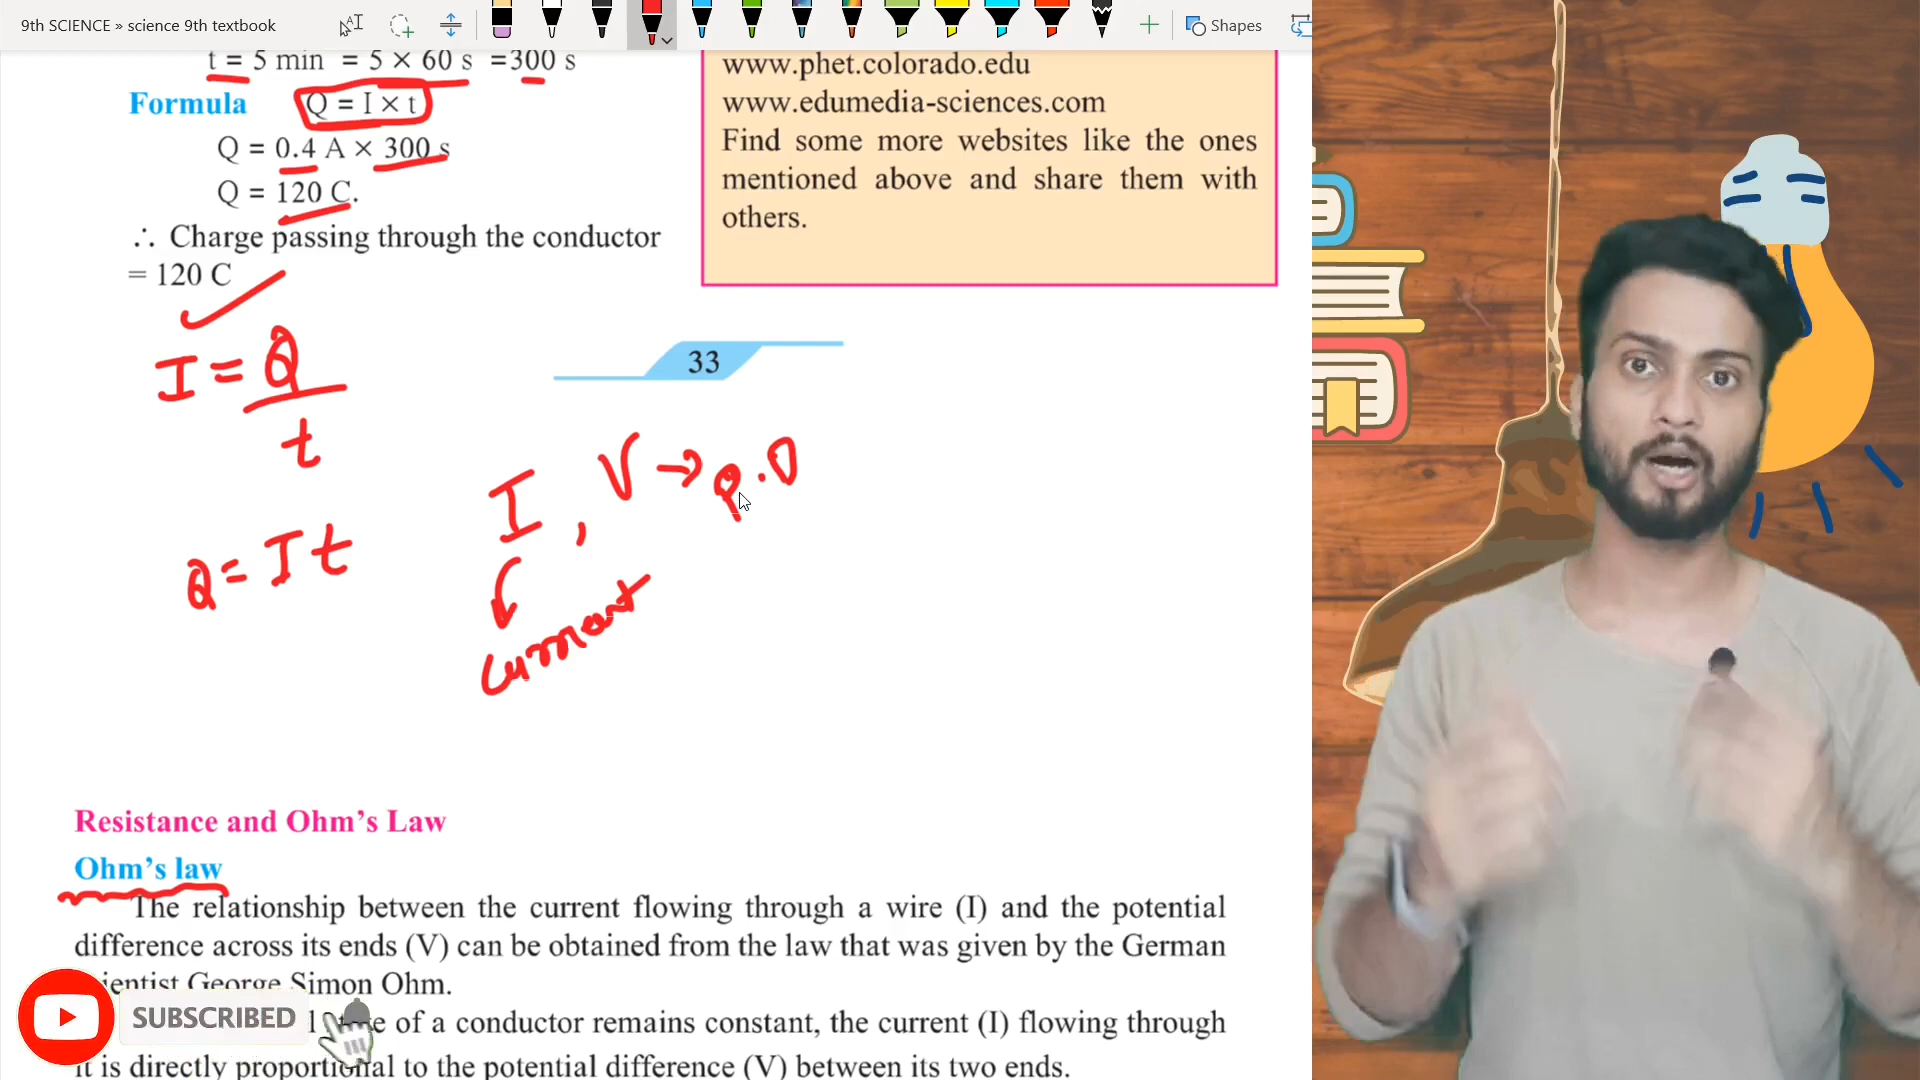 9th SCIENCE » science 9th textbook
Shapes
t = 5 min = 5 × 60 s = 300 s
Formula Q = I × t
Q = 0.4 A × 300 s
Q = 120 C.
∴ Charge passing through the conductor
= 120 C
www.phet.colorado.edu
www.edumedia-sciences.com
Find some more websites like the ones
mentioned above and share them with
others.
33
I = Q
t
Q = I t
I , V → P.D
current
Resistance and Ohm's Law
Ohm's law
The relationship between the current flowing through a wire (I) and the potential
difference across its ends (V) can be obtained from the law that was given by the German
George Simon Ohm.
of a conductor remains constant, the current (I) flowing through
it is directly proportional to the potential difference (V) between its two ends.
SUBSCRIBED